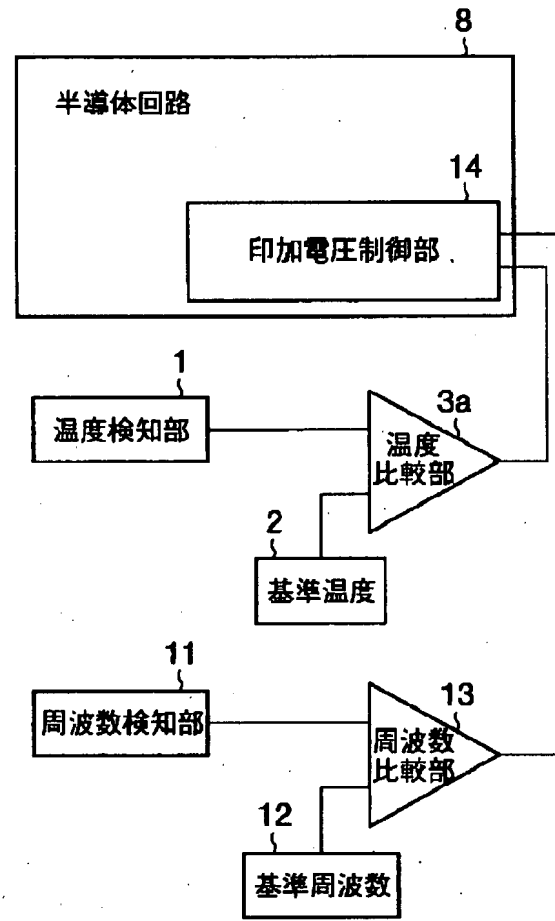 8
半導体回路
14
印加電圧制御部
1
温度検知部
3a
温度
比較部
2
基準温度
11
周波数検知部
13
周波数
比較部
12
基準周波数